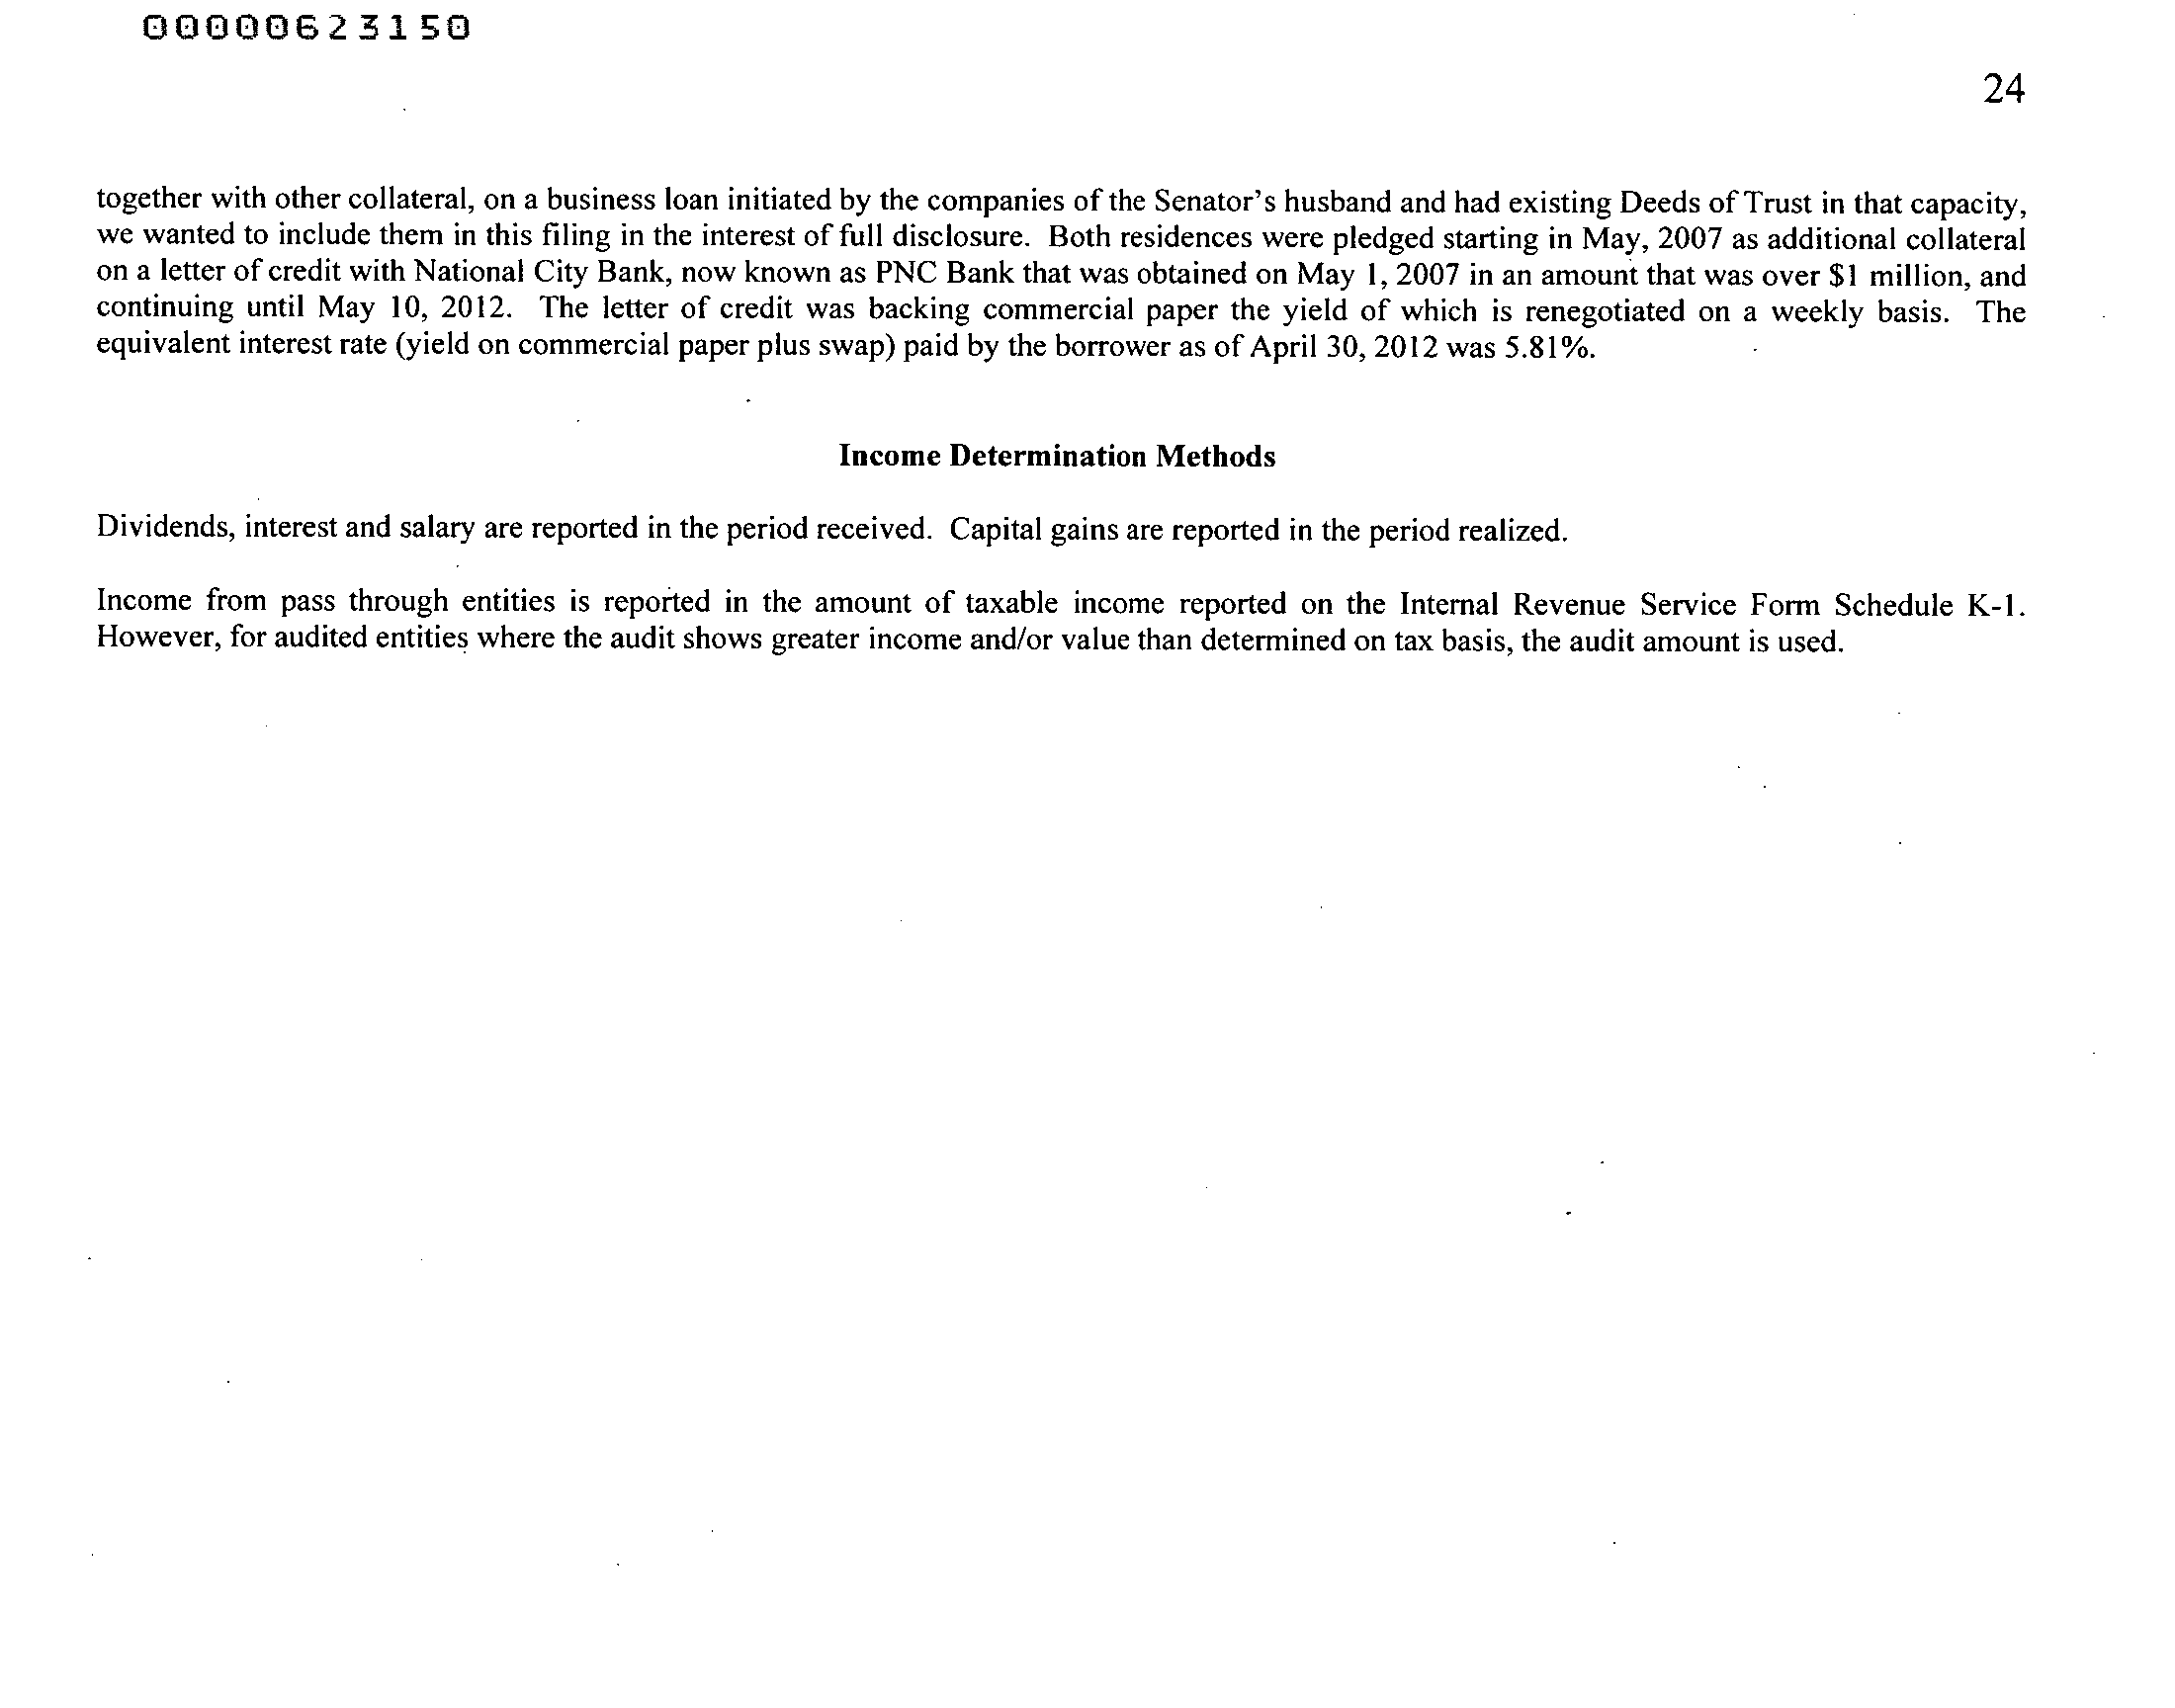 00000623150
24
together with other collateral, on a business loan initiated by the companies of the Senator's husband and had existing Deeds of Trust in that capacity,
we wanted to include them in this filing in the interest of full disclosure. Both residences were pledged starting in May, 2007 as additional collateral
on a letter of credit with National City Bank, now known as PNC Bank that was obtained on May 1, 2007 in an amount that was over $1 million, and
continuing until May 10, 2012. The letter of credit was backing commercial paper the yield of which is renegotiated on a weekly basis. The
equivalent interest rate (yield on commercial paper plus swap) paid by the borrower as of April 30, 2012 was 5.81%.
Income Determination Methods
Dividends, interest and salary are reported in the period received. Capital gains are reported in the period realized.
Income from pass through entities is reported in the amount of taxable income reported on the Internal Revenue Service Form Schedule K-1.
However, for audited entities where the audit shows greater income and/or value than determined on tax basis, the audit amount is used.